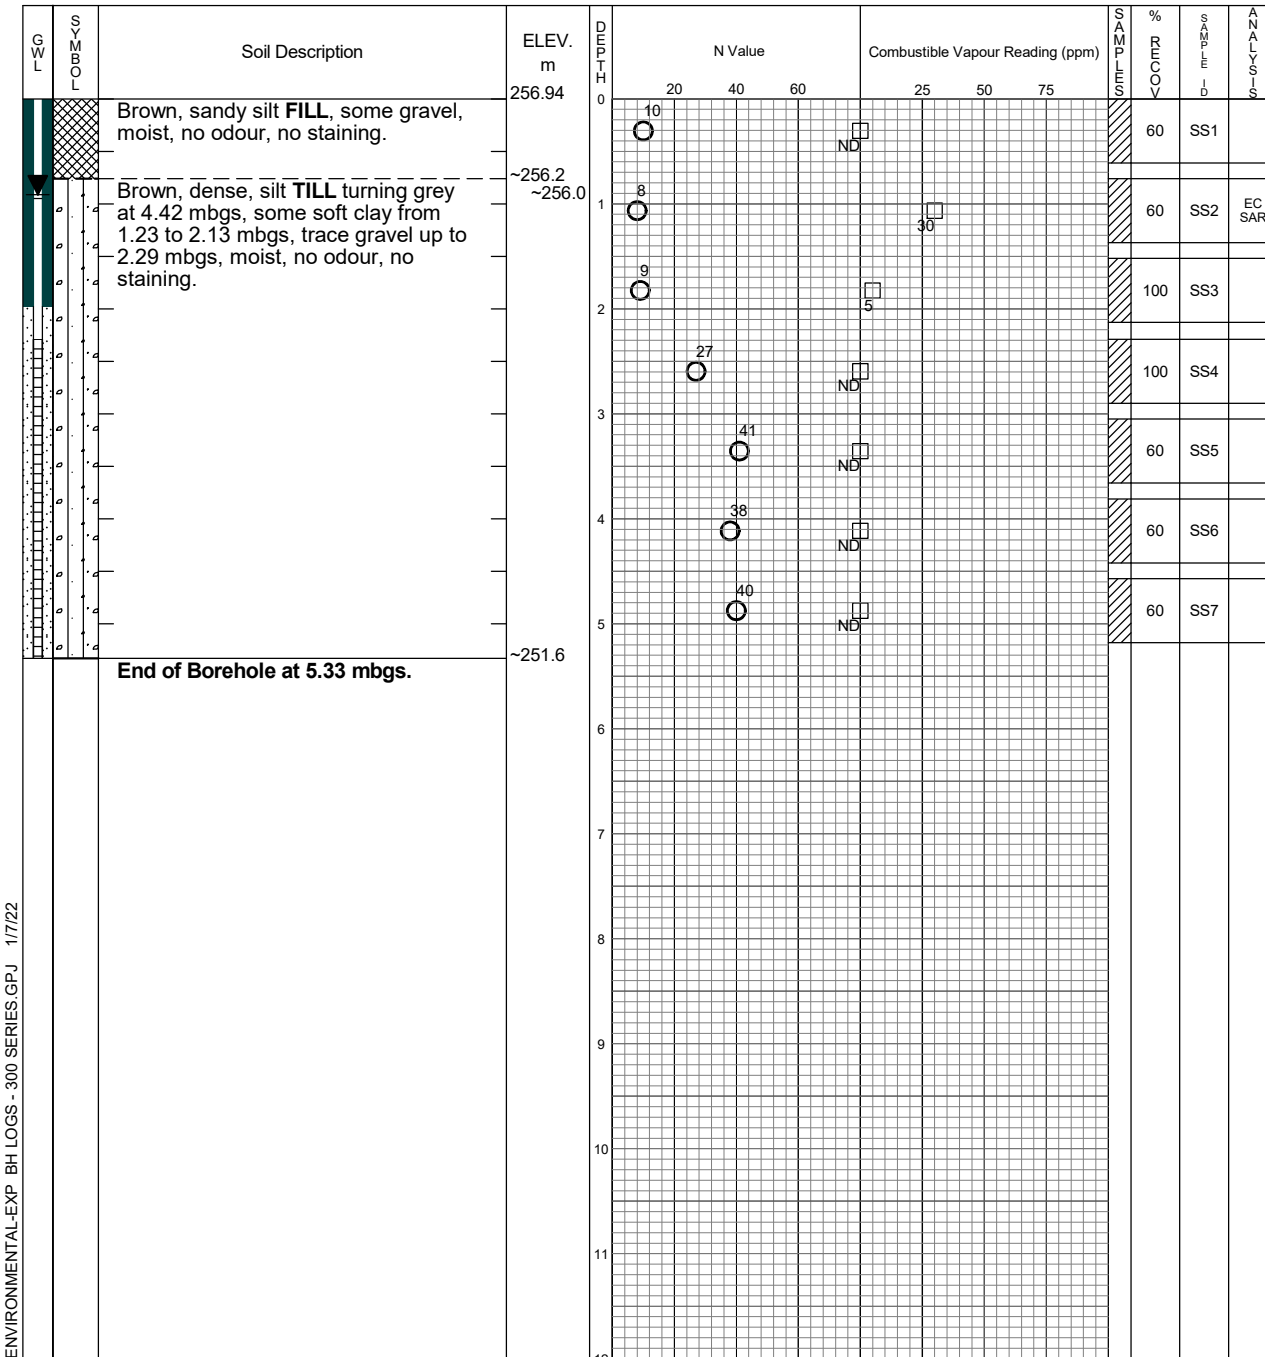 GWL
SYMBOL
Soil Description
ELEV.
m
DEPTH
N Value
Combustible Vapour Reading (ppm)
SAMPLES
% RECOV
SAMPLE ID
ANALYSIS
20 40 60 25 50 75
256.94
0
Brown, sandy silt FILL, some gravel,
moist, no odour, no staining.
10
ND
60 SS1
~256.2
~256.0
Brown, dense, silt TILL turning grey
at 4.42 mbgs, some soft clay from
1.23 to 2.13 mbgs, trace gravel up to
2.29 mbgs, moist, no odour, no
staining.
1
8
30
60 SS2
EC
SAR
9
5
100 SS3
2
27
ND
100 SS4
3
41
ND
60 SS5
4
38
ND
60 SS6
40
ND
60 SS7
5
~251.6
End of Borehole at 5.33 mbgs.
6
7
8
9
10
11
ENVIRONMENTAL-EXP BH LOGS - 300 SERIES.GPJ 1/7/22